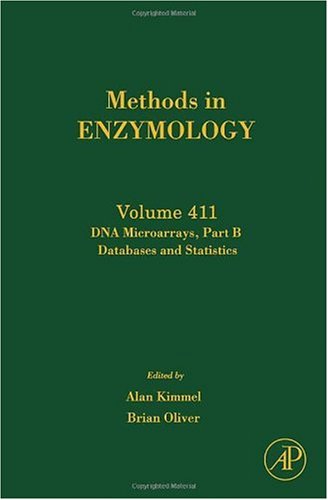 Methods in
ENZYMOLOGY
Volume 411
DNA Microarrays, Part B
Databases and Statistics
Edited by
Alan Kimmel
Brian Oliver
AP